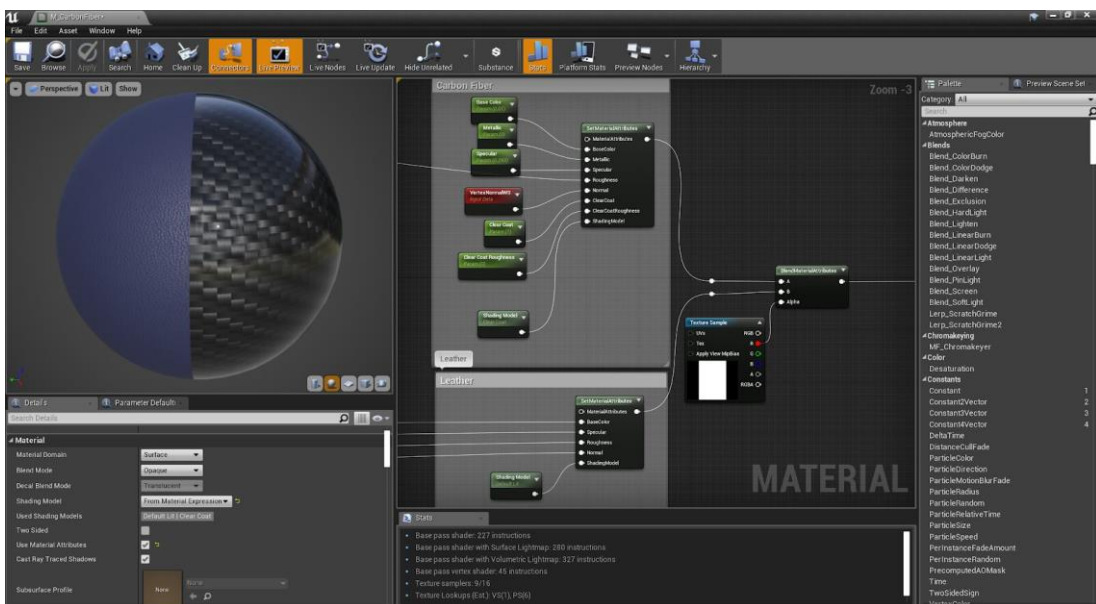 M_CarbonFiber*
File Edit Asset Window Help
Save Browse Apply Search Home Clean Up Connectors Live Preview Live Nodes Live Update Hide Unrelated Substance Stats Platform Stats Preview Nodes Hierarchy
Perspective Lit Show
Carbon Fiber
Zoom -3
Base Color
Metallic
Specular
VertexNormalWS
Input Data
Clear Coat
Clear Coat Roughness
Shading Model
Clear Coat
SetMaterialAttributes
MaterialAttributes
BaseColor
Metallic
Specular
Roughness
Normal
ClearCoat
ClearCoatRoughness
ShadingModel
BlendMaterialAttributes
A
B
Alpha
Texture Sample
UVs RGB
Tex R
Apply View MipBias G
B
A
RGBA
Leather
Leather
SetMaterialAttributes
MaterialAttributes
BaseColor
Specular
Roughness
Normal
ShadingModel
Shading Model
Default Lit
MATERIAL
Details Parameter Defaults
Search Details
Material
Material Domain Surface
Blend Mode Opaque
Decal Blend Mode Translucent
Shading Model From Material Expression
Used Shading Models Default Lit | Clear Coat
Two Sided
Use Material Attributes
Cast Ray Traced Shadows
Subsurface Profile None None
Stats
Base pass shader: 227 instructions
Base pass shader with Surface Lightmap: 280 instructions
Base pass shader with Volumetric Lightmap: 327 instructions
Base pass vertex shader: 45 instructions
Texture samplers: 9/16
Texture Lookups (Est.): VS(1), PS(6)
Palette Preview Scene Set
Category: All
Search
Atmosphere
AtmosphericFogColor
Blends
Blend_ColorBurn
Blend_ColorDodge
Blend_Darken
Blend_Difference
Blend_Exclusion
Blend_HardLight
Blend_Lighten
Blend_LinearBurn
Blend_LinearDodge
Blend_LinearLight
Blend_Overlay
Blend_PinLight
Blend_Screen
Blend_SoftLight
Lerp_ScratchGrime
Lerp_ScratchGrime2
Chromakeying
MF_Chromakeyer
Color
Desaturation
Constants
Constant 1
Constant2Vector 2
Constant3Vector 3
Constant4Vector 4
DeltaTime
DistanceCullFade
ParticleColor
ParticleDirection
ParticleMotionBlurFade
ParticleRadius
ParticleRandom
ParticleRelativeTime
ParticleSize
ParticleSpeed
PerInstanceFadeAmount
PerInstanceRandom
PrecomputedAOMask
Time
TwoSidedSign
VertexColor